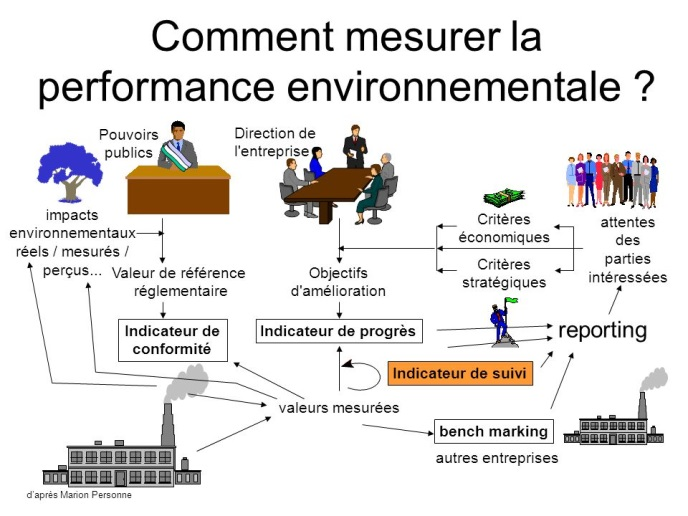 Comment mesurer la
performance environnementale ?
Pouvoirs
publics
Direction de
l'entreprise
impacts
environnementaux
réels / mesurés /
perçus...
Valeur de référence
réglementaire
Objectifs
d'amélioration
Critères
économiques
Critères
stratégiques
attentes
des
parties
intéressées
Indicateur de
conformité
Indicateur de progrès
reporting
Indicateur de suivi
valeurs mesurées
bench marking
autres entreprises
d'après Marion Personne